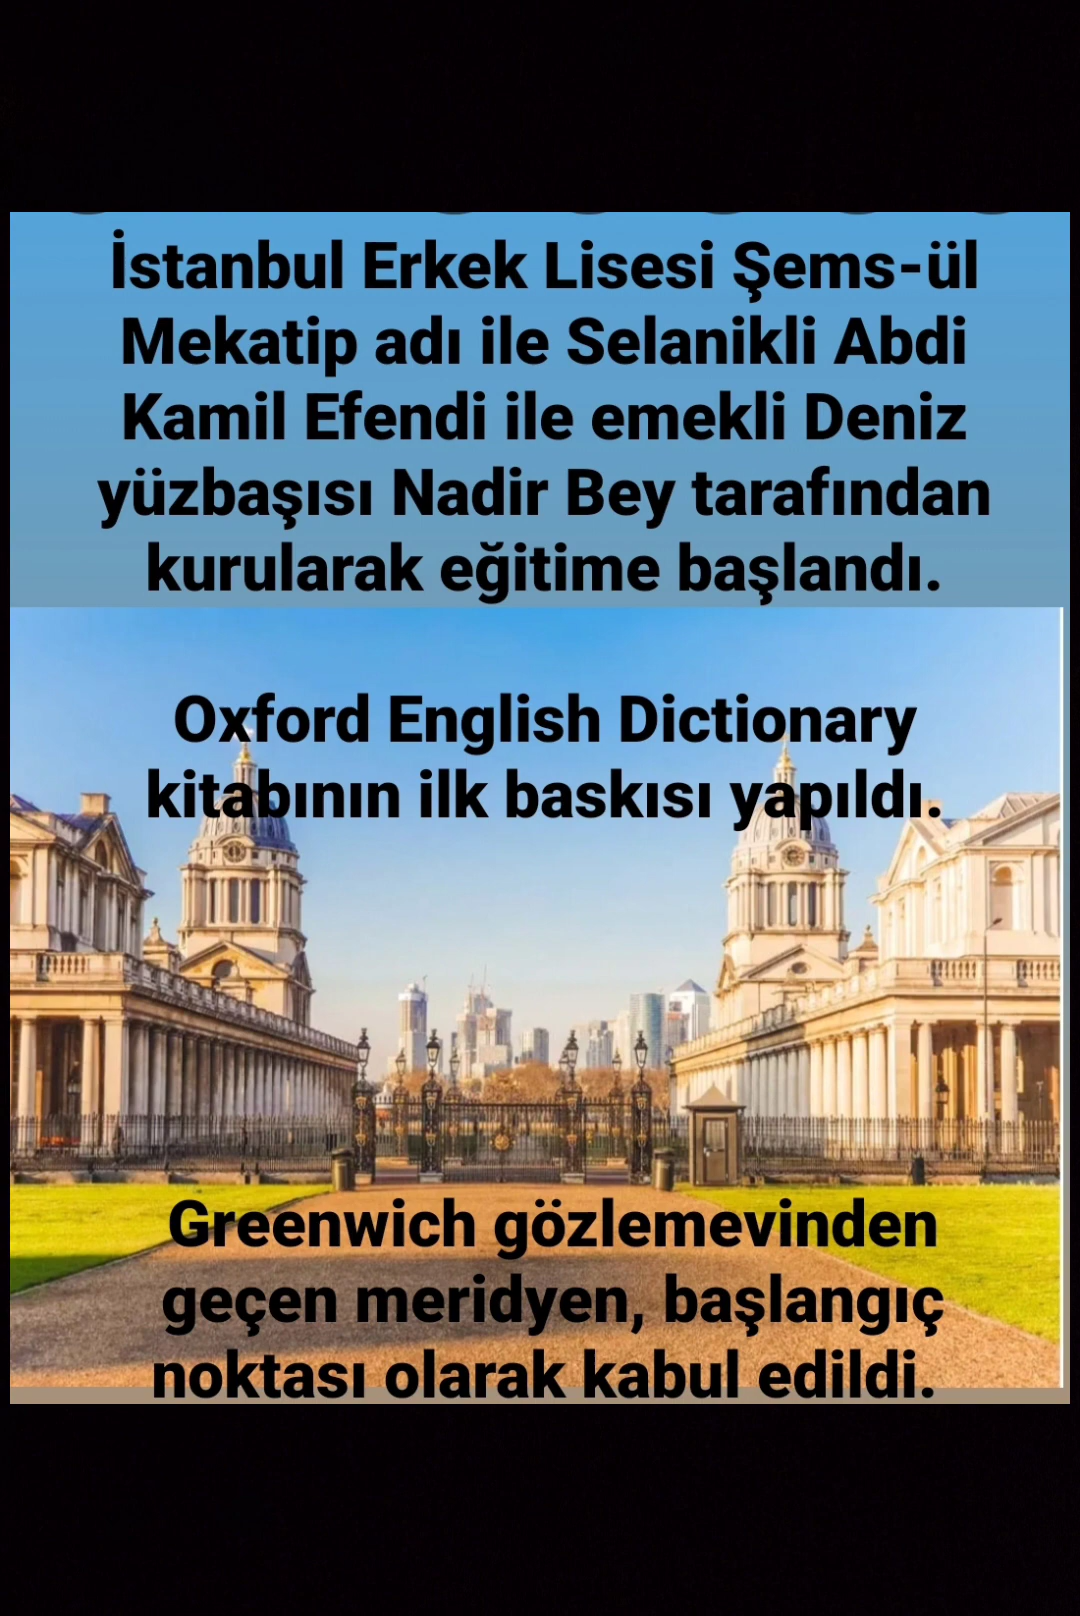 İstanbul Erkek Lisesi Şems-ül
Mekatip adı ile Selanikli Abdi
Kamil Efendi ile emekli Deniz
yüzbaşısı Nadir Bey tarafından
kurularak eğitime başlandı.
Oxford English Dictionary
kitabının ilk baskısı yapıldı.
Greenwich gözlemevinden
geçen meridyen, başlangıç
noktası olarak kabul edildi.